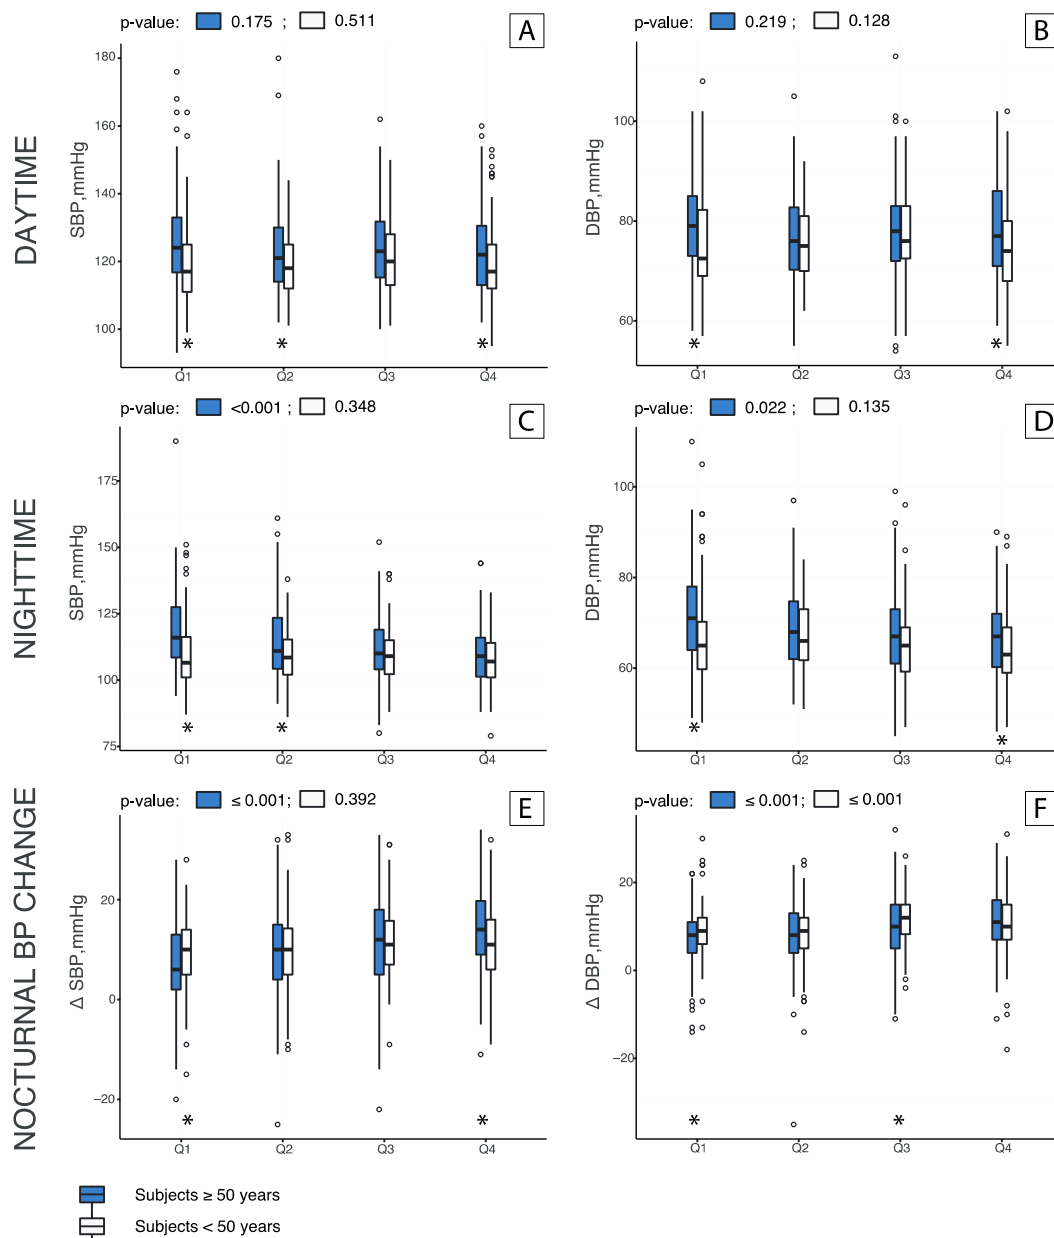 p-value: 0.175 ; 0.511
A
DAYTIME
SBP,mmHg
180
160
140
120
100
*
*
*
Q1 Q2 Q3 Q4
p-value: 0.219 ; 0.128
B
DBP,mmHg
100
80
60
*
*
Q1 Q2 Q3 Q4
p-value: <0.001 ; 0.348
C
NIGHTTIME
SBP,mmHg
175
150
125
100
75
*
*
Q1 Q2 Q3 Q4
p-value: 0.022 ; 0.135
D
DBP,mmHg
100
80
60
*
*
Q1 Q2 Q3 Q4
p-value: ≤ 0.001; 0.392
E
NOCTURNAL BP CHANGE
Δ SBP,mmHg
20
0
−20
*
*
Q1 Q2 Q3 Q4
p-value: ≤ 0.001; ≤ 0.001
F
Δ DBP,mmHg
20
0
−20
*
*
Q1 Q2 Q3 Q4
Subjects ≥ 50 years
Subjects < 50 years